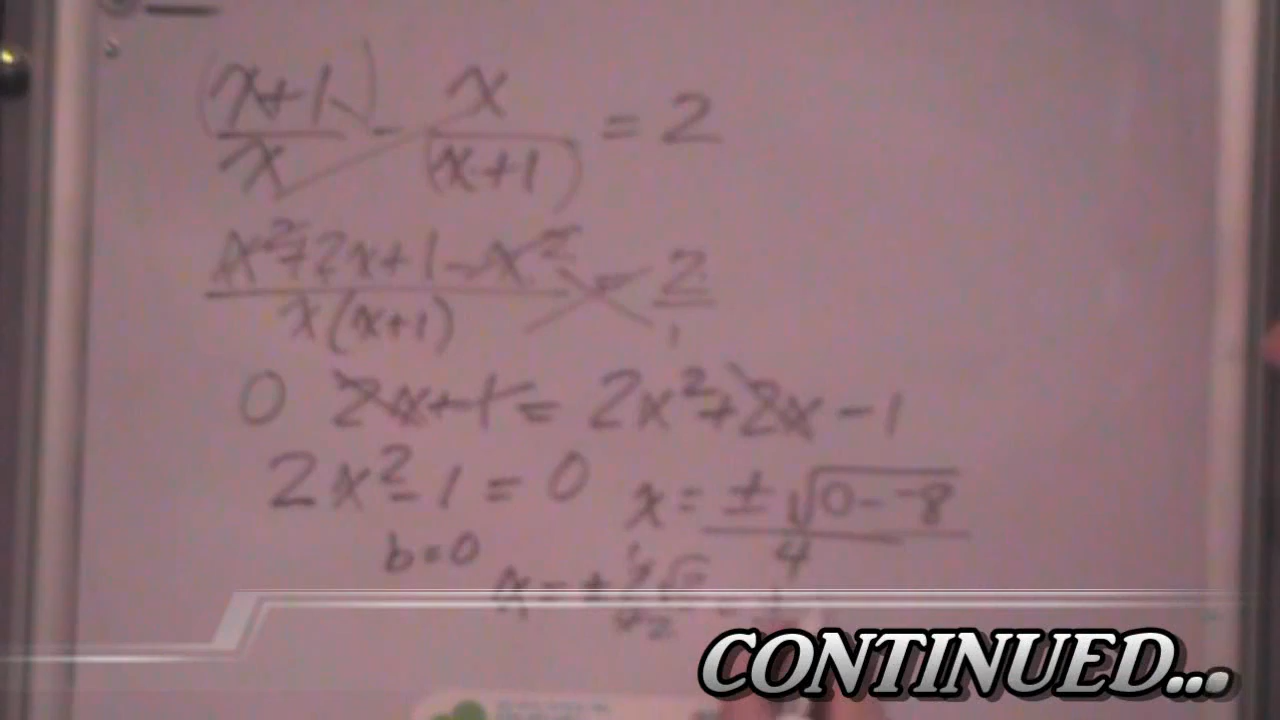 (x+1)/x - x/(x+1) = 2
x²+2x+1-x²/x(x+1) 2/1
0 2x+1 = 2x²+2x-1
2x²-1=0 x = ±√0--8/4
b=0
x = ±
CONTINUED...